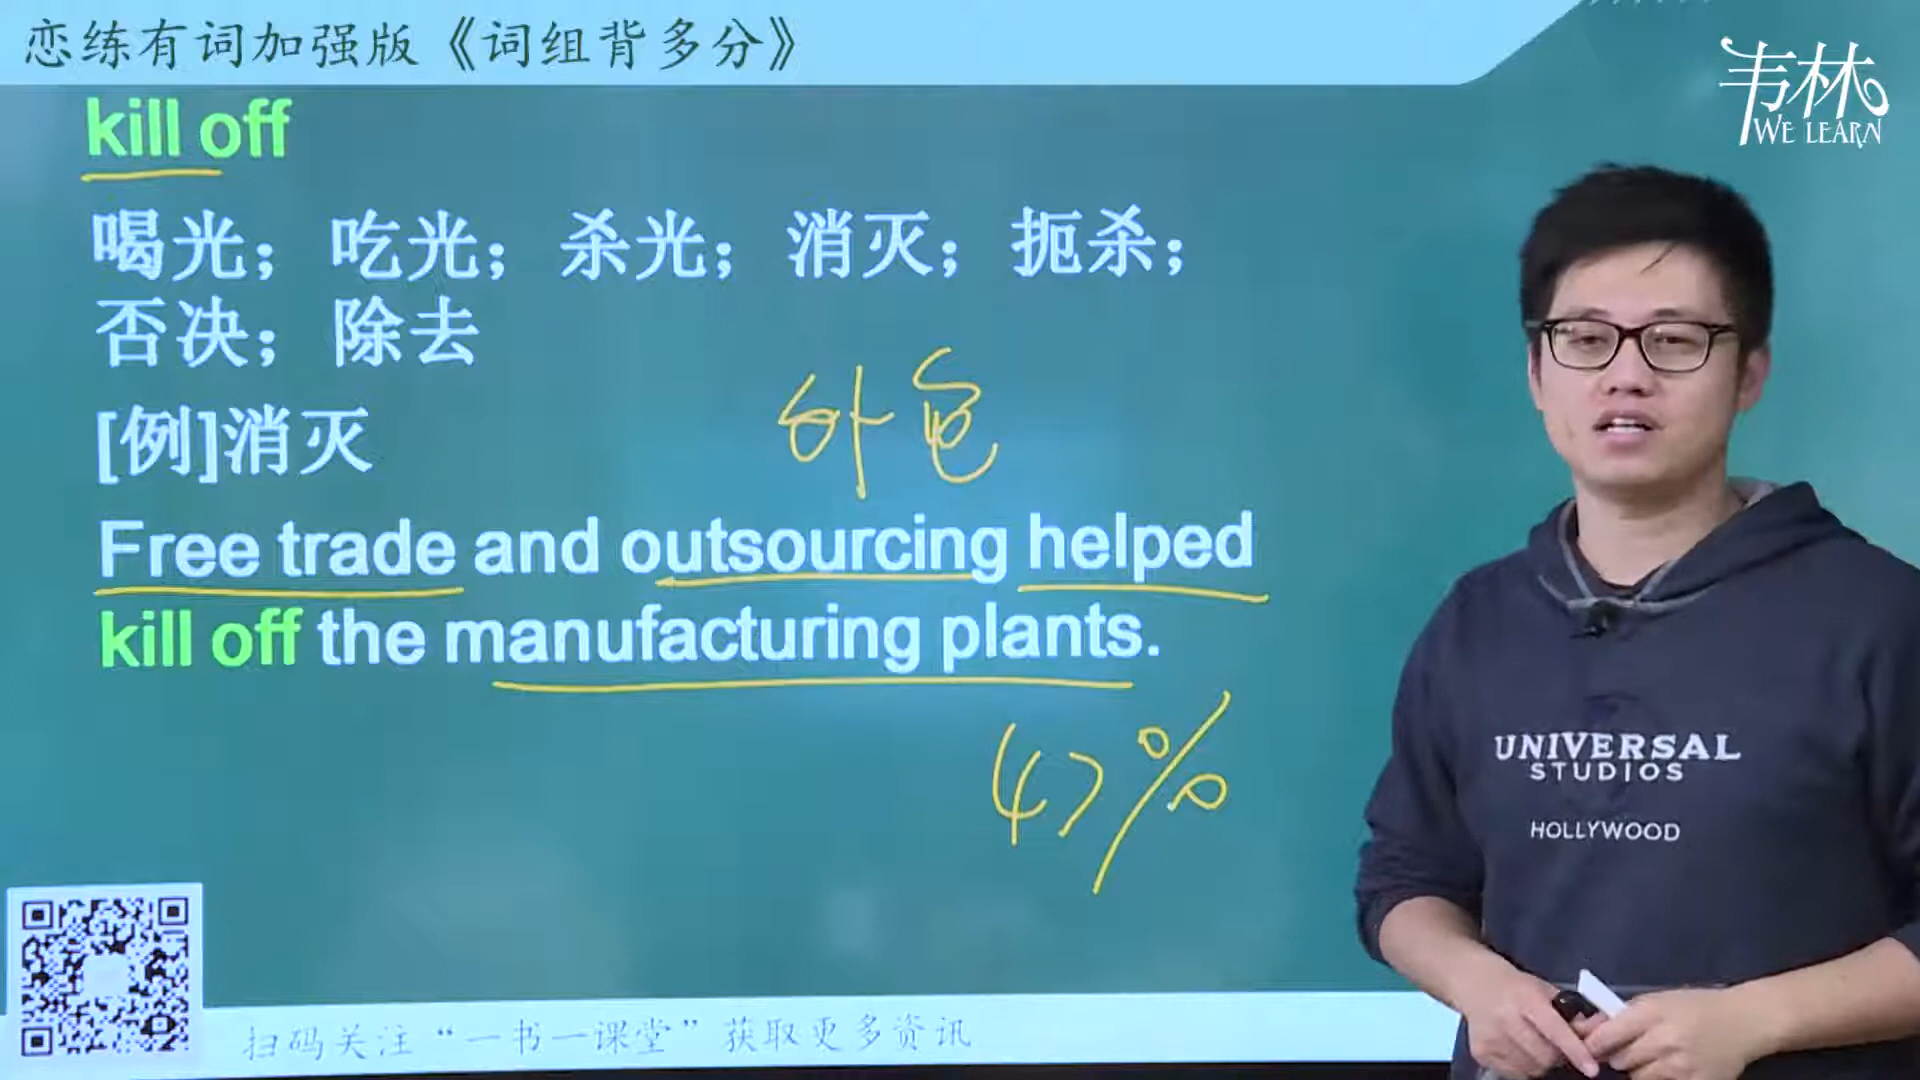 恋练有词加强版《词组背多分》
韦林
WE LEARN
kill off
喝光；吃光；杀光；消灭；扼杀；
否决；除去
[例]消灭
外包
Free trade and outsourcing helped
kill off the manufacturing plants.
47%
UNIVERSAL
STUDIOS
HOLLYWOOD
扫码关注“一书一课堂”获取更多资讯